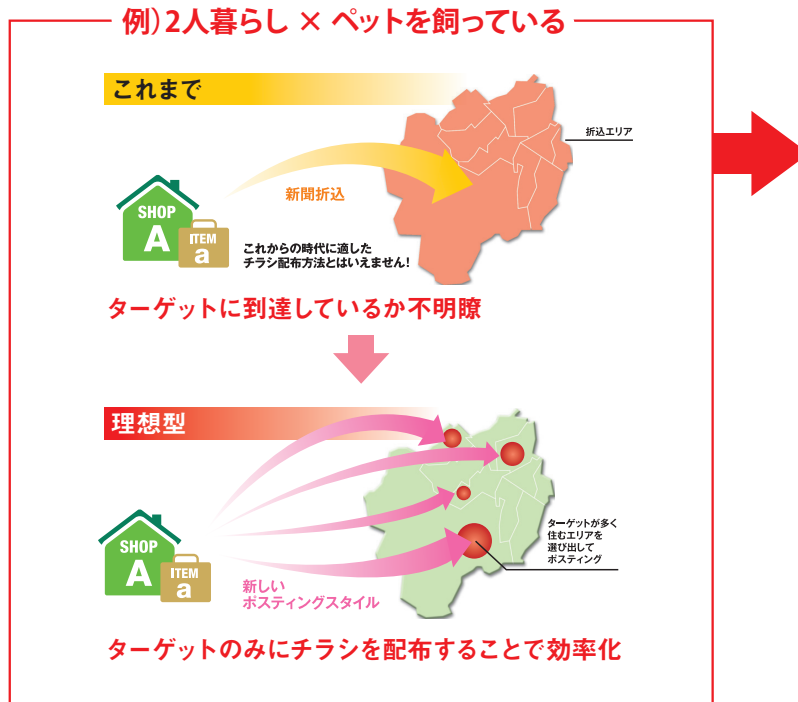 例）2人暮らし × ペットを飼っている
これまで
折込エリア
新聞折込
SHOP
A
ITEM
a
これからの時代に適した
チラシ配布方法とはいえません！
ターゲットに到達しているか不明瞭
理想型
SHOP
A
ITEM
a
ターゲットが多く
住むエリアを
選び出して
ポスティング
新しい
ポスティングスタイル
ターゲットのみにチラシを配布することで効率化